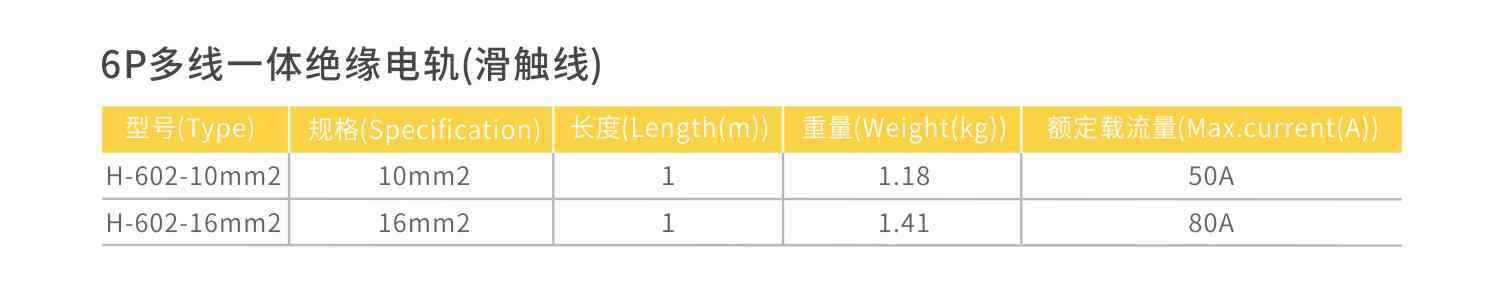 6P多线一体绝缘电轨(滑触线)
型号(Type) 规格(Specification) 长度(Length(m)) 重量(Weight(kg)) 额定载流量(Max.current(A))
H-602-10mm2 10mm2 1 1.18 50A
H-602-16mm2 16mm2 1 1.41 80A